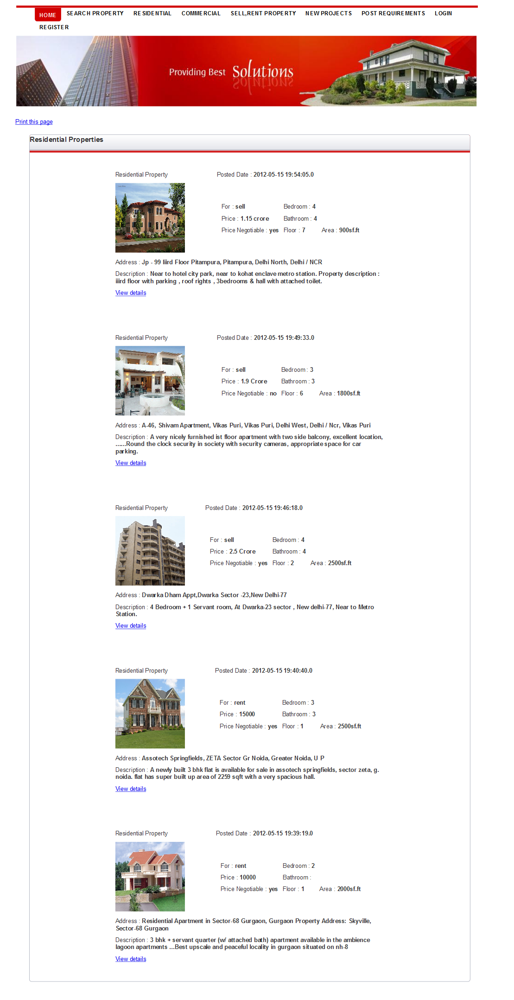 HOME SEARCH PROPERTY RESIDENTIAL COMMERCIAL SELL,RENT PROPERTY NEW PROJECTS POST REQUIREMENTS LOGIN
REGISTER
Providing Best Solutions
Print this page
Residential Properties
Residential Property Posted Date : 2012-05-15 19:54:05.0
For : sell Bedroom : 4
Price : 1.15 crore Bathroom : 4
Price Negotiable : yes Floor : 7 Area : 900sf.ft
Address : Jp - 99 Iiird Floor Pitampura, Pitampura, Delhi North, Delhi / NCR
Description : Near to hotel city park, near to kohat enclave metro station. Property description :
iiird floor with parking , roof rights , 3bedrooms & hall with attached toilet.
View details
Residential Property Posted Date : 2012-05-15 19:49:33.0
For : sell Bedroom : 3
Price : 1.9 Crore Bathroom : 3
Price Negotiable : no Floor : 6 Area : 1800sf.ft
Address : A-46, Shivam Apartment, Vikas Puri, Vikas Puri, Delhi West, Delhi / Ncr, Vikas Puri
Description : A very nicely furnished ist floor apartment with two side balcony, excellent location,
......Round the clock security in society with security cameras, appropriate space for car
parking.
View details
Residential Property Posted Date : 2012-05-15 19:46:18.0
For : sell Bedroom : 4
Price : 2.5 Crore Bathroom : 4
Price Negotiable : yes Floor : 2 Area : 2500sf.ft
Address : Dwarka Dham Appt,Dwarka Sector -23,New Delhi-77
Description : 4 Bedroom + 1 Servant room, At Dwarka-23 sector , New delhi-77, Near to Metro
Station.
View details
Residential Property Posted Date : 2012-05-15 19:40:40.0
For : rent Bedroom : 3
Price : 15000 Bathroom : 3
Price Negotiable : yes Floor : 1 Area : 2500sf.ft
Address : Assotech Springfields, ZETA Sector Gr Noida, Greater Noida, U P
Description : A newly built 3 bhk flat is available for sale in assotech springfields, sector zeta, g.
noida. flat has super built up area of 2259 sqft with a very spacious hall.
View details
Residential Property Posted Date : 2012-05-15 19:39:19.0
For : rent Bedroom : 2
Price : 10000 Bathroom :
Price Negotiable : yes Floor : 1 Area : 2000sf.ft
Address : Residential Apartment in Sector-68 Gurgaon, Gurgaon Property Address: Skyville,
Sector-68 Gurgaon
Description : 3 bhk + servant quarter (w/ attached bath) apartment available in the ambience
lagoon apartments ...Best upscale and peaceful locality in gurgaon situated on nh-8
View details